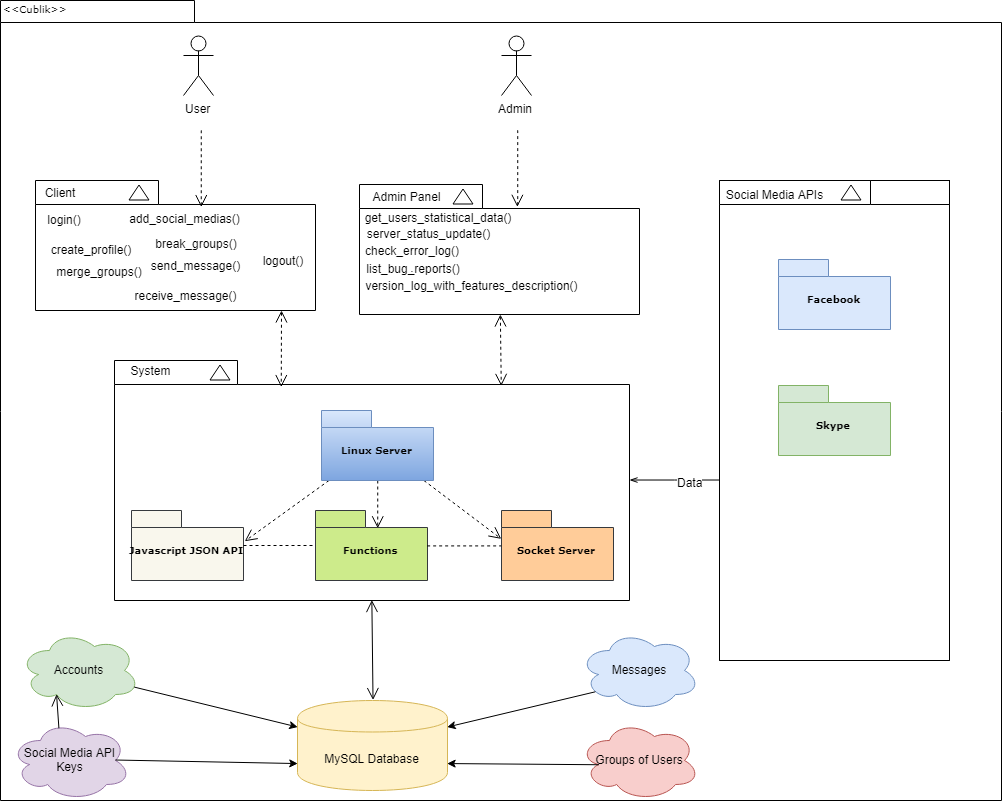 <<Cublik>>
User
Admin
Client
login()
add_social_medias()
create_profile()
break_groups()
merge_groups()
send_message()
logout()
receive_message()
Admin Panel
get_users_statistical_data()
server_status_update()
check_error_log()
list_bug_reports()
version_log_with_features_description()
Social Media APIs
Facebook
Skype
System
Linux Server
Javascript JSON API
Functions
Socket Server
Data
Accounts
Messages
Social Media API
Keys
MySQL Database
Groups of Users